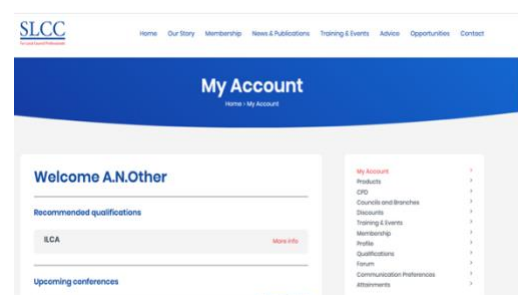 SLCC
Home Our Story Membership News & Publications Training & Events Advice Opportunities Contact
My Account
Home › My Account
Welcome A.N.Other
Recommended qualifications
ILCA More info
Upcoming conferences
My Account
Products
CPD
Councils and Branches
Discounts
Training & Events
Membership
Profile
Qualifications
Forum
Communication Preferences
Attainments